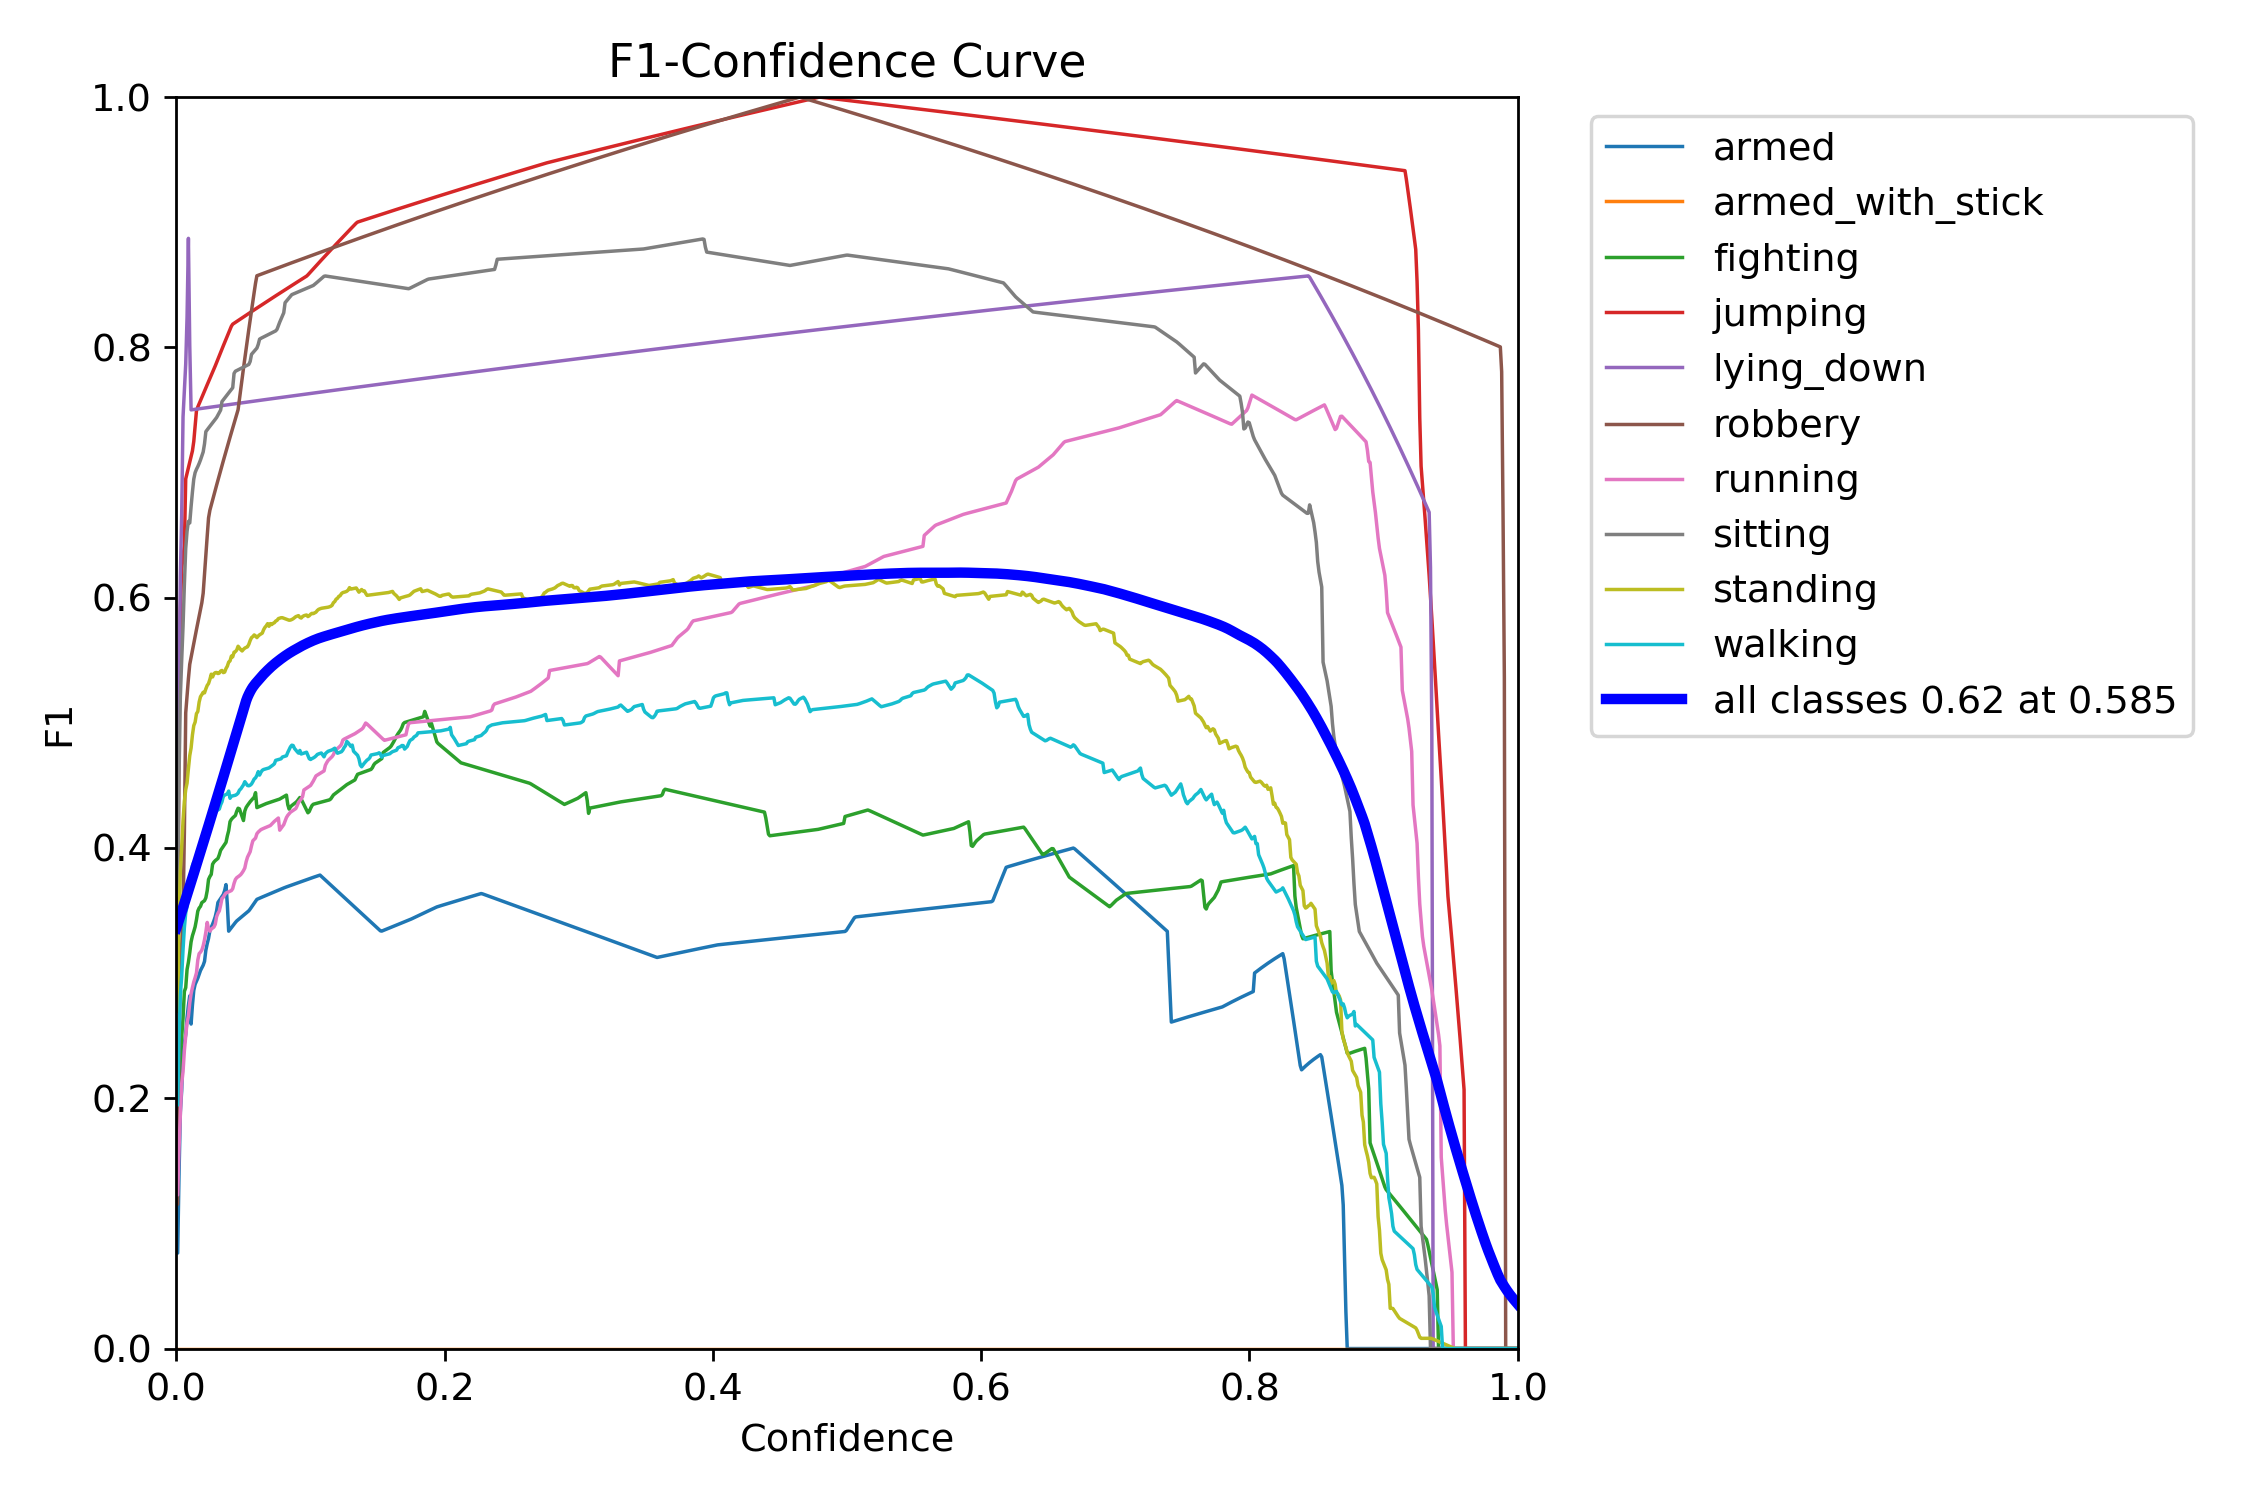 F1-Confidence Curve
1.0
0.8
0.6
0.4
0.2
0.0
F1
0.0 0.2 0.4 0.6 0.8 1.0
Confidence
armed
armed_with_stick
fighting
jumping
lying_down
robbery
running
sitting
standing
walking
all classes 0.62 at 0.585